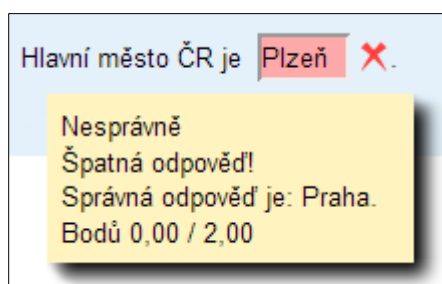 Hlavní město ČR je Plzeň .
Nesprávně
Špatná odpověď!
Správná odpověď je: Praha.
Bodů 0,00 / 2,00